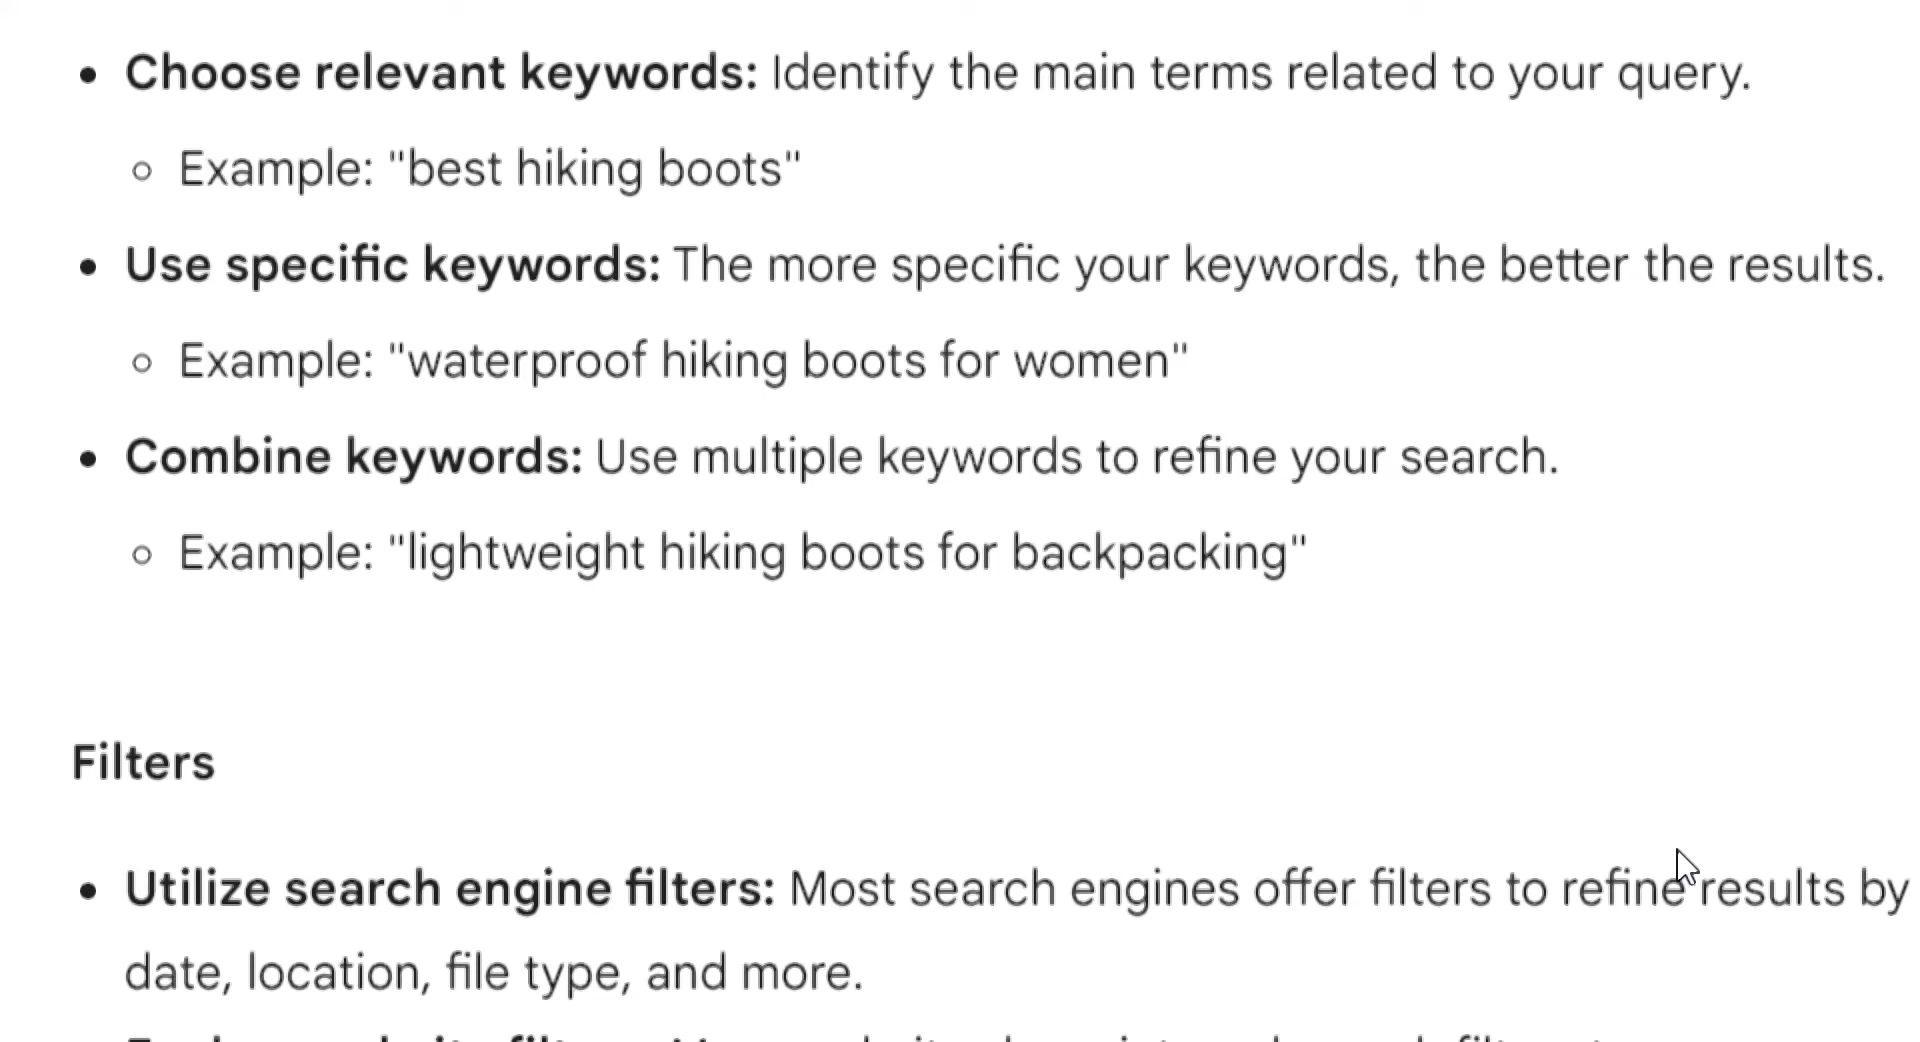 • Choose relevant keywords: Identify the main terms related to your query.
○ Example: "best hiking boots"
• Use specific keywords: The more specific your keywords, the better the results.
○ Example: "waterproof hiking boots for women"
• Combine keywords: Use multiple keywords to refine your search.
○ Example: "lightweight hiking boots for backpacking"
Filters
• Utilize search engine filters: Most search engines offer filters to refine results by
date, location, file type, and more.